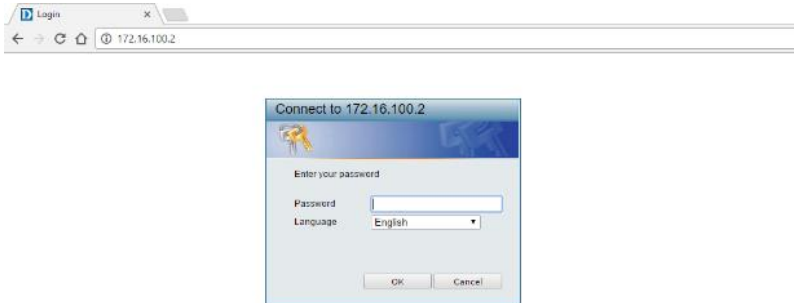 Login
172.16.100.2
Connect to 172.16.100.2
Enter your password
Password
Language English
OK Cancel